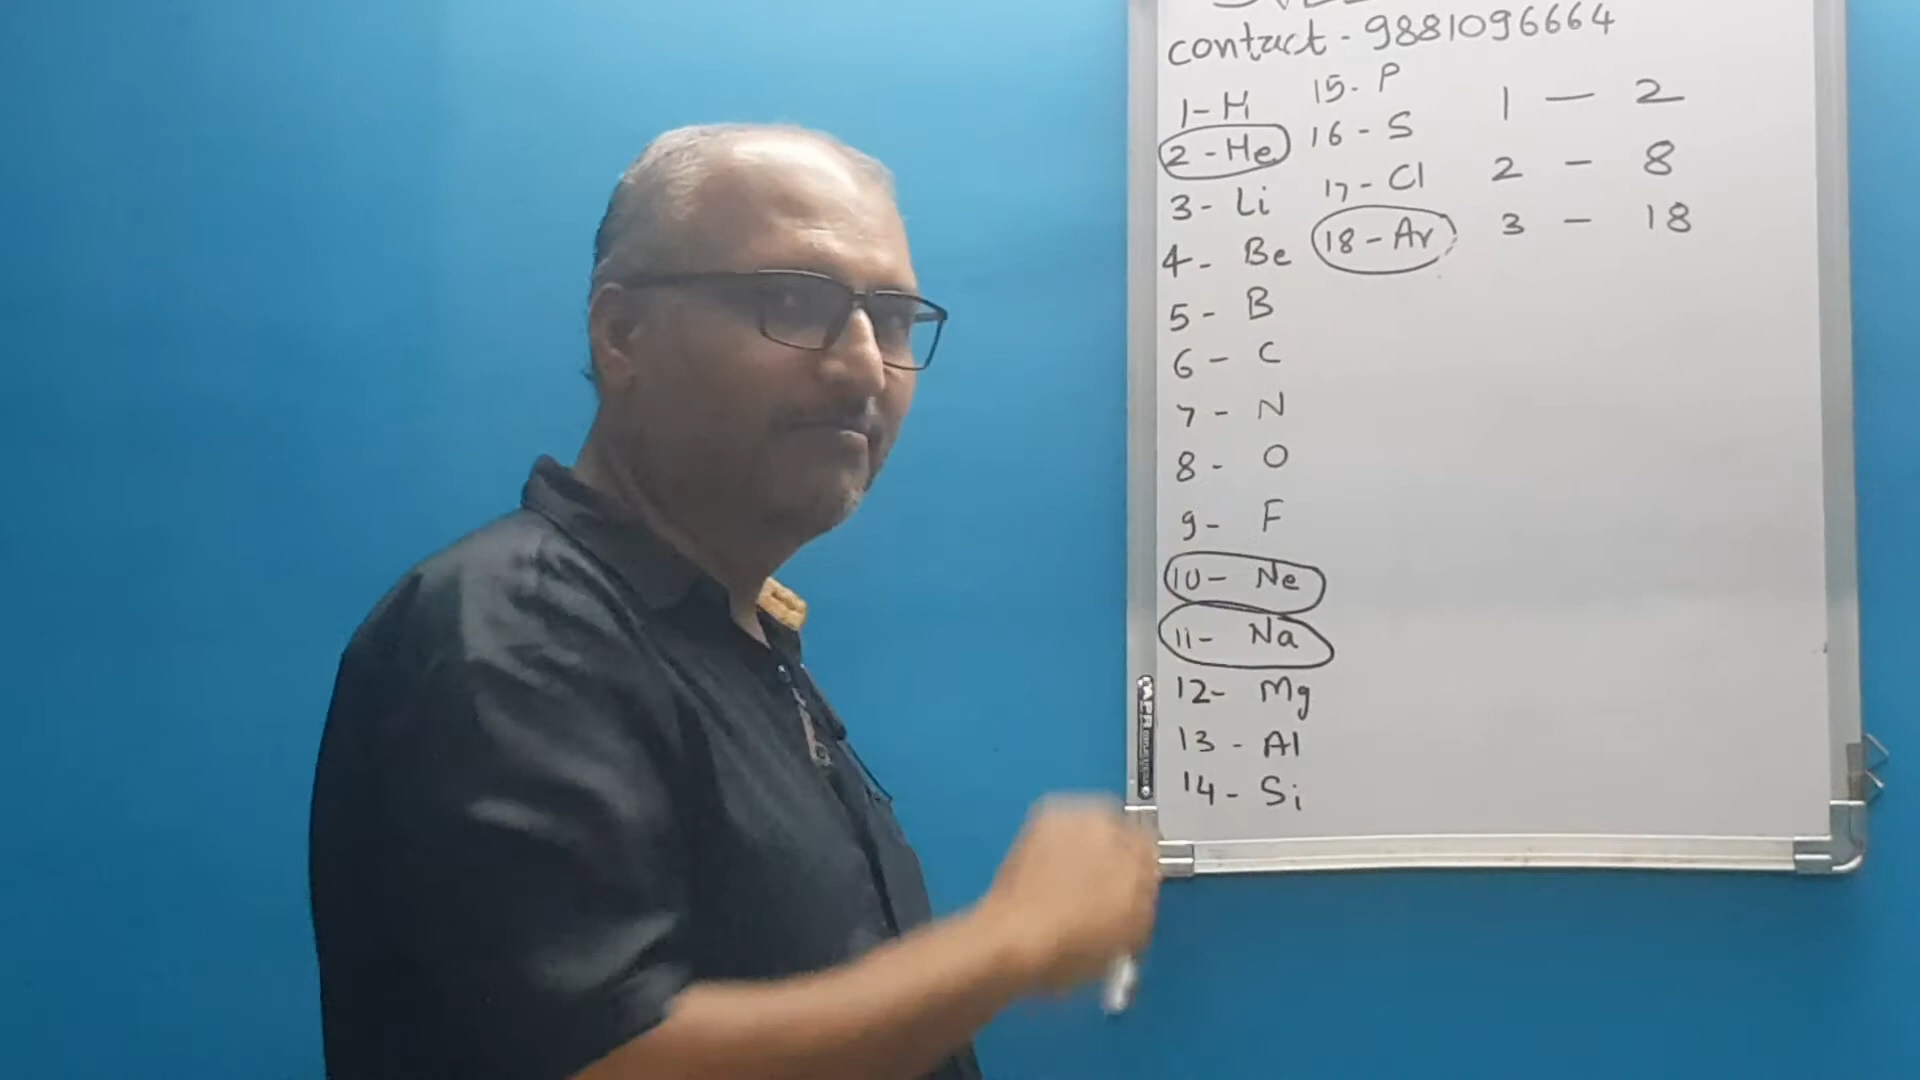 contact - 9881096664
1 - H
2 - He
3 - Li
4 - Be
5 - B
6 - C
7 - N
8 - O
9 - F
10 - Ne
11 - Na
12 - Mg
13 - Al
14 - Si
15 - P
16 - S
17 - Cl
18 - Ar
1 — 2
2 - 8
3 - 18